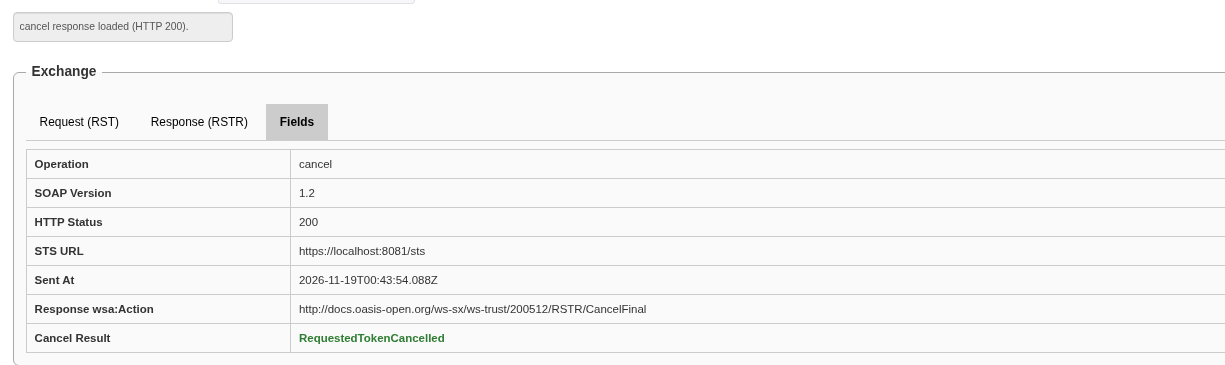 cancel response loaded (HTTP 200).
Exchange
Request (RST) Response (RSTR) Fields
Operation cancel
SOAP Version 1.2
HTTP Status 200
STS URL https://localhost:8081/sts
Sent At 2026-11-19T00:43:54.088Z
Response wsa:Action http://docs.oasis-open.org/ws-sx/ws-trust/200512/RSTR/CancelFinal
Cancel Result RequestedTokenCancelled